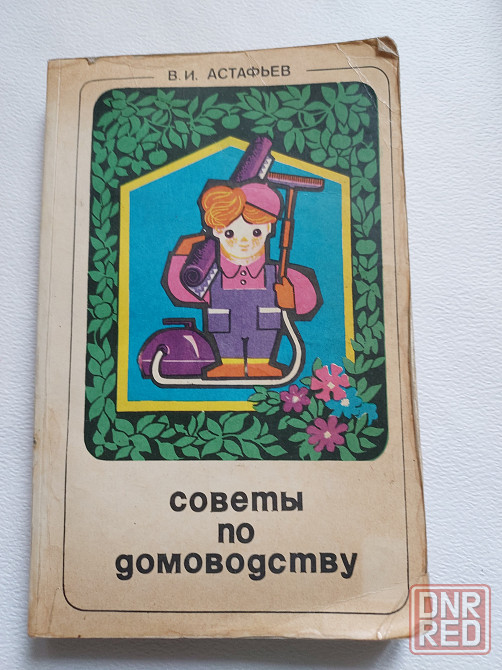 В. И. АСТАФЬЕВ
советы
по
домоводству
DNR
RED